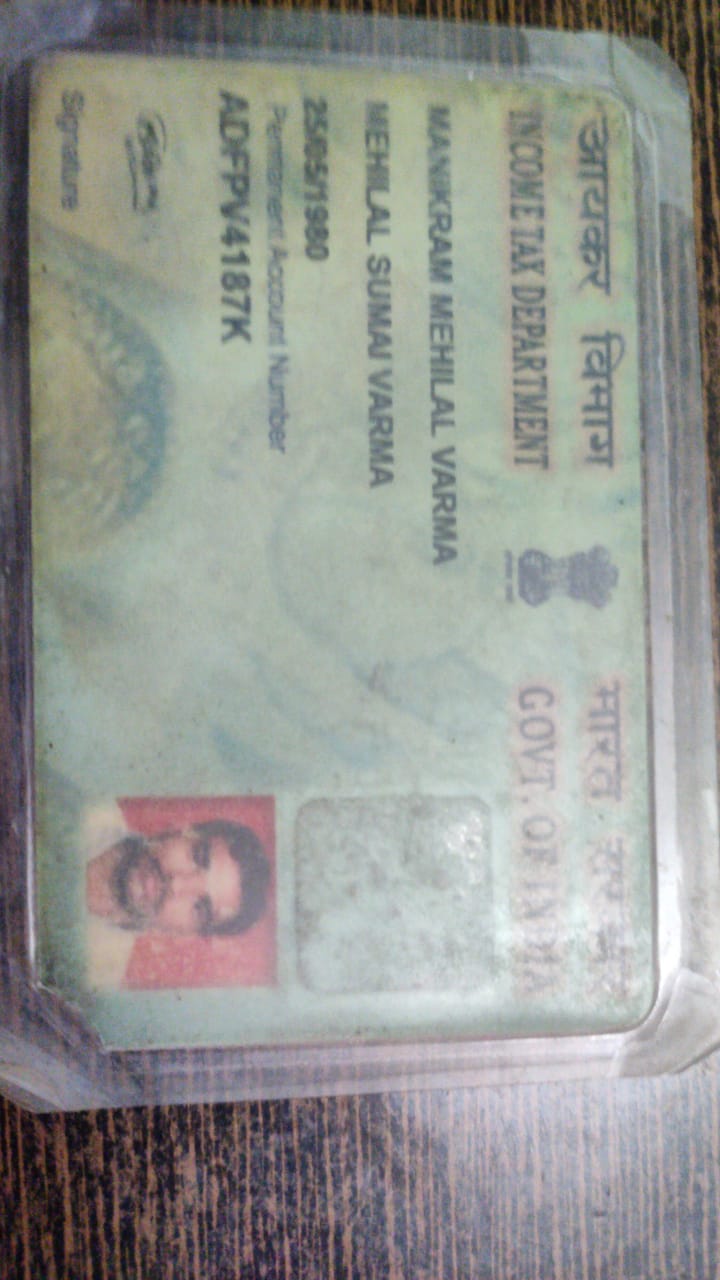 आयकर विभाग
INCOME TAX DEPARTMENT
भारत सरकार
GOVT. OF INDIA
MANIKRAM MEHILAL VARMA
MEHILAL SUMAI VARMA
25/05/1980
Permanent Account Number
ADFPV4187K
Signature